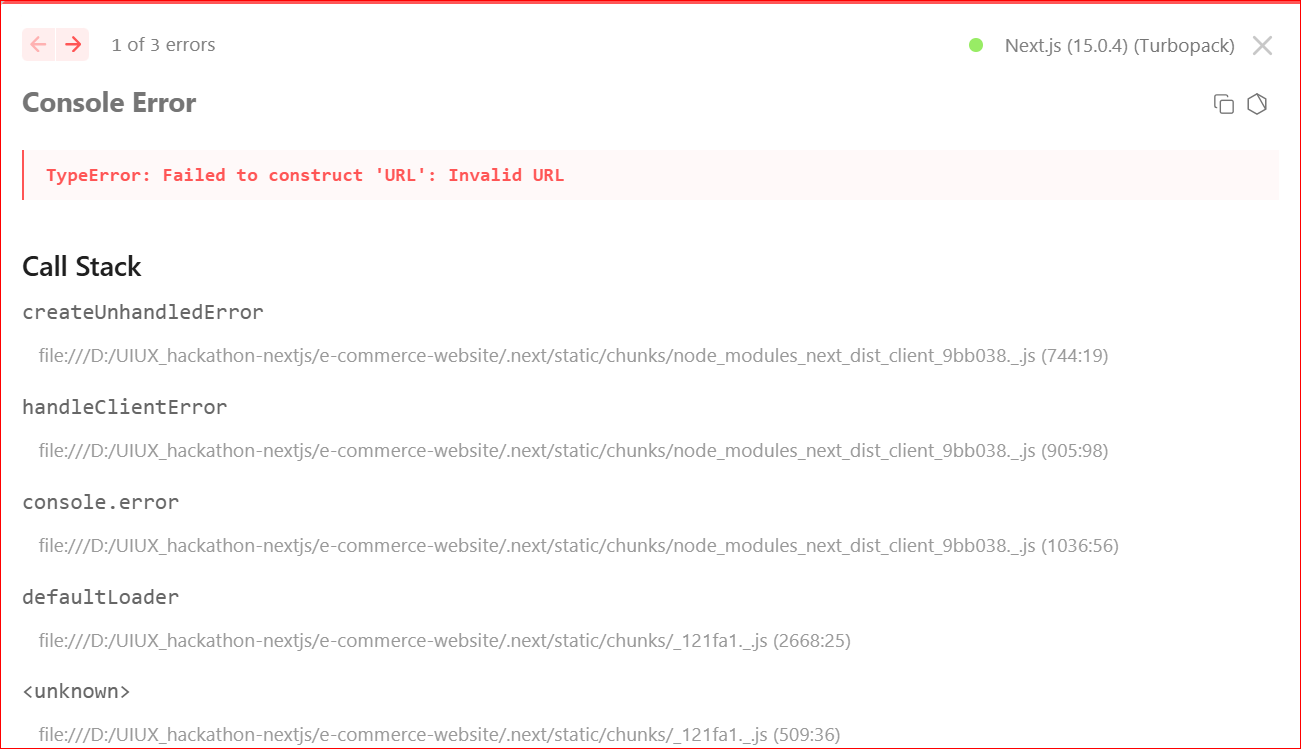 1 of 3 errors
Next.js (15.0.4) (Turbopack)
Console Error
TypeError: Failed to construct 'URL': Invalid URL
Call Stack
createUnhandledError
file:///D:/UIUX_hackathon-nextjs/e-commerce-website/.next/static/chunks/node_modules_next_dist_client_9bb038._.js (744:19)
handleClientError
file:///D:/UIUX_hackathon-nextjs/e-commerce-website/.next/static/chunks/node_modules_next_dist_client_9bb038._.js (905:98)
console.error
file:///D:/UIUX_hackathon-nextjs/e-commerce-website/.next/static/chunks/node_modules_next_dist_client_9bb038._.js (1036:56)
defaultLoader
file:///D:/UIUX_hackathon-nextjs/e-commerce-website/.next/static/chunks/_121fa1._.js (2668:25)
<unknown>
file:///D:/UIUX_hackathon-nextjs/e-commerce-website/.next/static/chunks/_121fa1._.js (509:36)